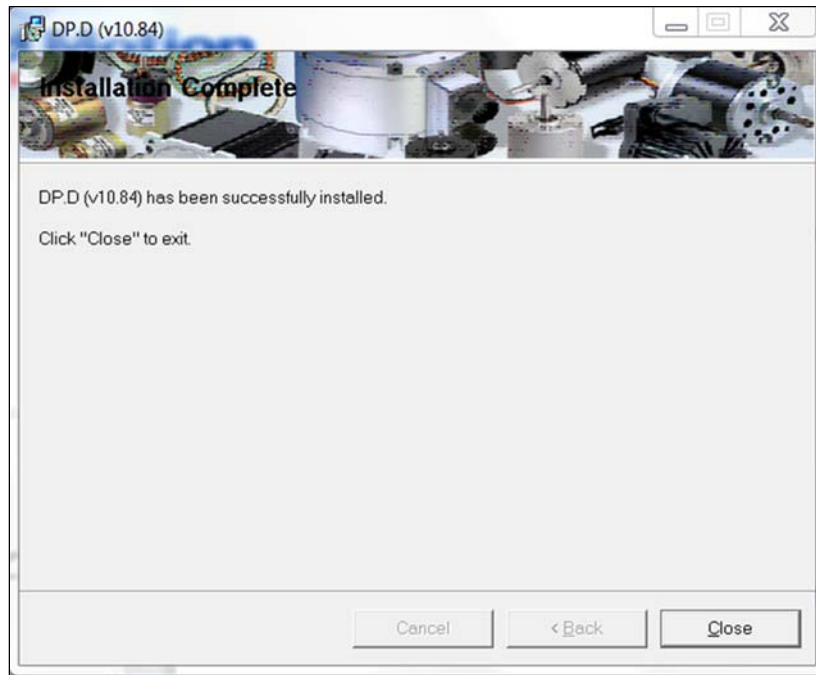 DP.D (v10.84)
Installation Complete
DP.D (v10.84) has been successfully installed.
Click "Close" to exit.
Cancel
< Back
Close